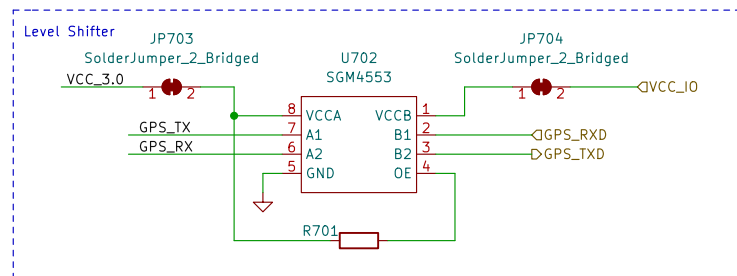 Level Shifter
JP703
SolderJumper_2_Bridged
JP704
SolderJumper_2_Bridged
U702
SGM4553
VCC_3.0
1 2
1 2
VCC_IO
8 VCCA VCCB 1
GPS_TX 7 A1 B1 2 GPS_RXD
GPS_RX 6 A2 B2 3 GPS_TXD
5 GND OE 4
R701